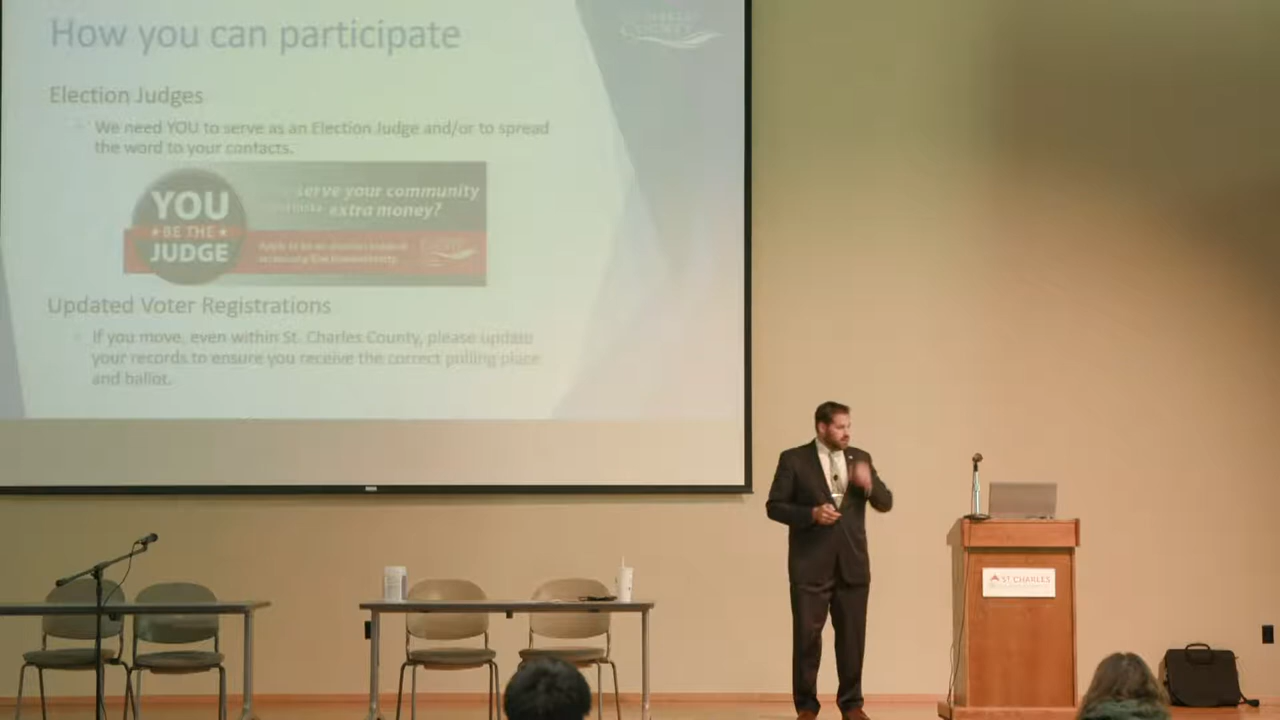 How you can participate
COUNTY
Election Judges
We need YOU to serve as an Election Judge and/or to spread
the word to your contacts.
YOU
BE THE
JUDGE
serve your community
extra money?
Updated Voter Registrations
If you move, even within St. Charles County, please update
your records to ensure you receive the correct polling place
and ballot.
ST CHARLES